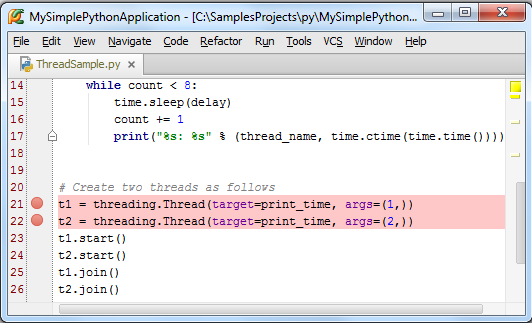 MySimplePythonApplication - [C:\SamplesProjects\py\MySimplePython...
File Edit View Navigate Code Refactor Run Tools VCS Window Help
ThreadSample.py
14 while count < 8:
15 time.sleep(delay)
16 count += 1
17 print("%s: %s" % (thread_name, time.ctime(time.time())))
18
19
20 # Create two threads as follows
21 t1 = threading.Thread(target=print_time, args=(1,))
22 t2 = threading.Thread(target=print_time, args=(2,))
23 t1.start()
24 t2.start()
25 t1.join()
26 t2.join()